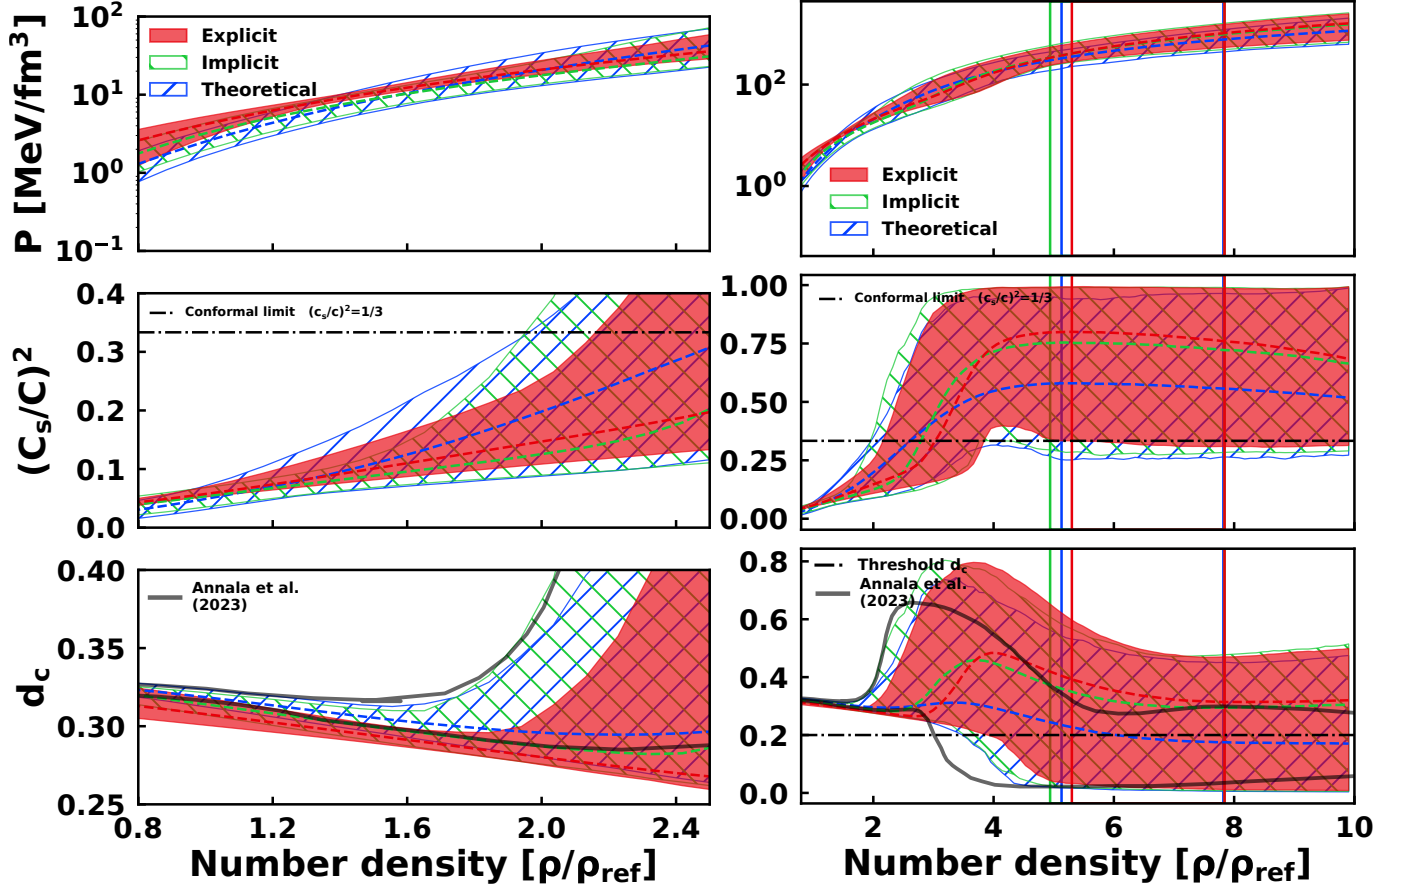 P [MeV/fm³]
10²
10¹
10⁰
10⁻¹
Explicit
Implicit
Theoretical
10²
10⁰
Explicit
Implicit
Theoretical
(Cₛ/C)²
0.4
0.3
0.2
0.1
0.0
Conformal limit (cₛ/c)²=1/3
1.00
0.75
0.50
0.25
0.00
Conformal limit (cₛ/c)²=1/3
d_c
0.40
0.35
0.30
0.25
Annala et al.
(2023)
0.8 1.2 1.6 2.0 2.4
Number density [ρ/ρ_ref]
0.8
0.6
0.4
0.2
0.0
Threshold d_c
Annala et al.
(2023)
2 4 6 8 10
Number density [ρ/ρ_ref]